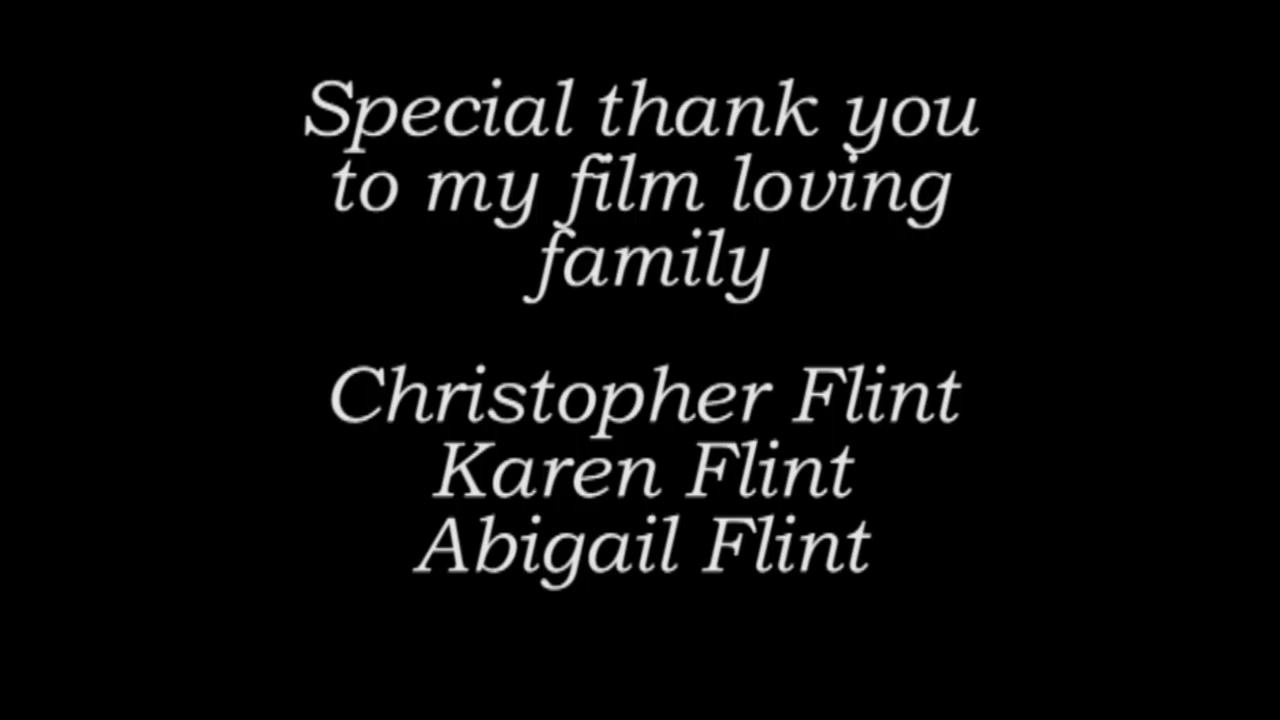 Special thank you
to my film loving
family
Christopher Flint
Karen Flint
Abigail Flint